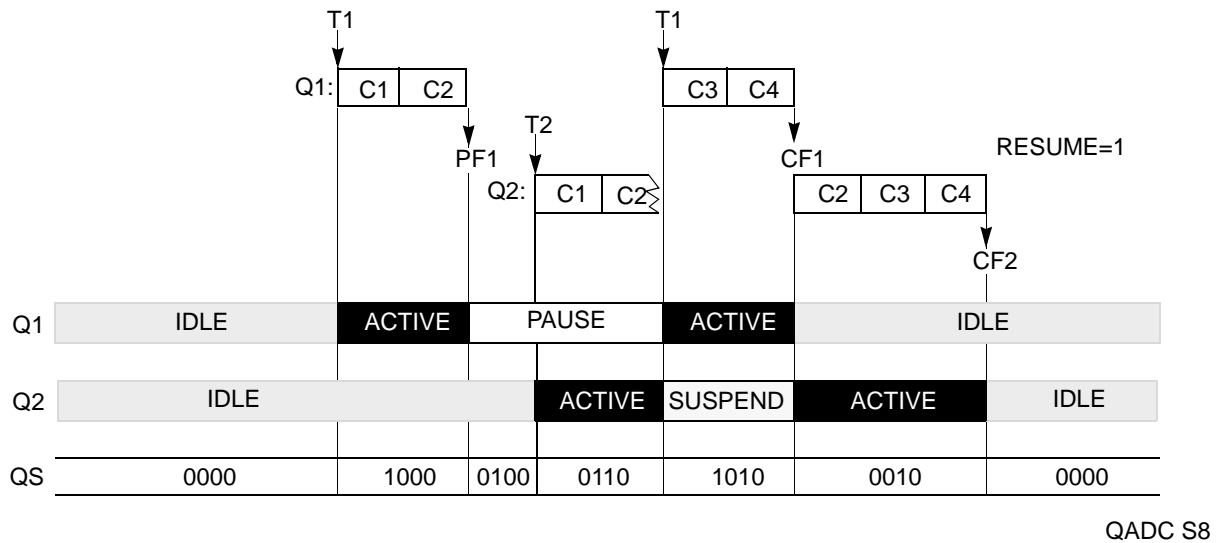 T1 T1
Q1: C1 C2 C3 C4
T2
PF1 CF1 RESUME=1
Q2: C1 C2 C2 C3 C4
CF2
Q1 IDLE ACTIVE PAUSE ACTIVE IDLE
Q2 IDLE ACTIVE SUSPEND ACTIVE IDLE
QS 0000 1000 0100 0110 1010 0010 0000
QADC S8